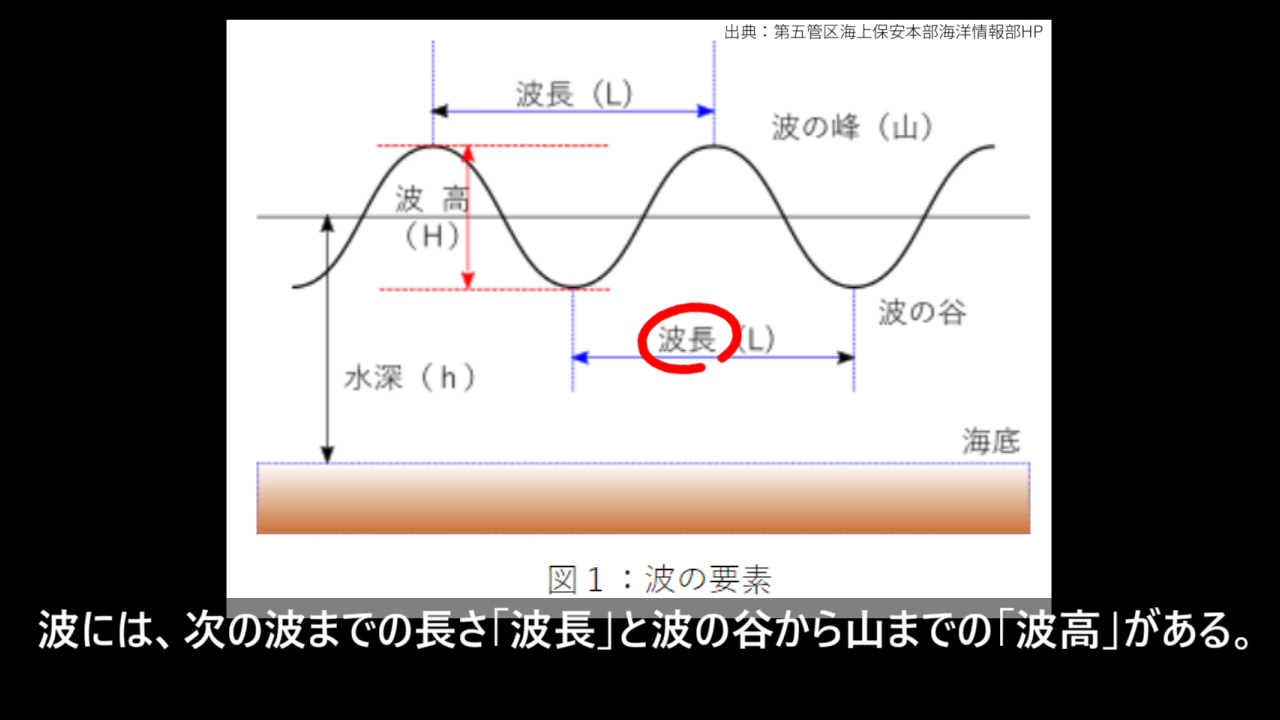 出典：第五管区海上保安本部海洋情報部HP
波長（L）
波の峰（山）
波 高
（H）
波の谷
波長（L）
水深（h）
海底
図１：波の要素
波には、次の波までの長さ「波長」と波の谷から山までの「波高」がある。